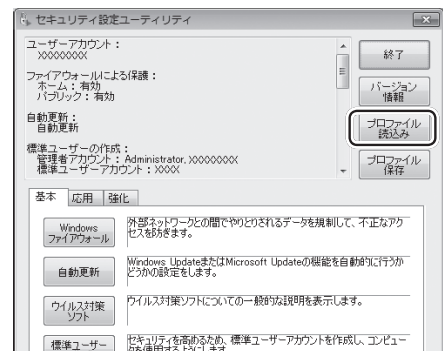 セキュリティ設定ユーティリティ
ユーザーアカウント：
XXXXXXXX
ファイアウォールによる保護：
ホーム：有効
パブリック：有効
自動更新：
自動更新
標準ユーザーの作成：
管理者アカウント：Administrator, XXXXXXXX
標準ユーザーアカウント：XXXX
終了
バージョン
情報
プロファイル
読込み
プロファイル
保存
基本
応用
強化
Windows
ファイアウォール
外部ネットワークとの間でやりとりされるデータを規制して、不正なアク
セスを防ぎます。
自動更新
Windows UpdateまたはMicrosoft Updateの機能を自動的に行うか
どうかの設定をします。
ウイルス対策
ソフト
ウイルス対策ソフトについての一般的な説明を表示します。
標準ユーザー
セキュリティを高めるため、標準ユーザーアカウントを作成し、コンピュー
タを使用するようにします。